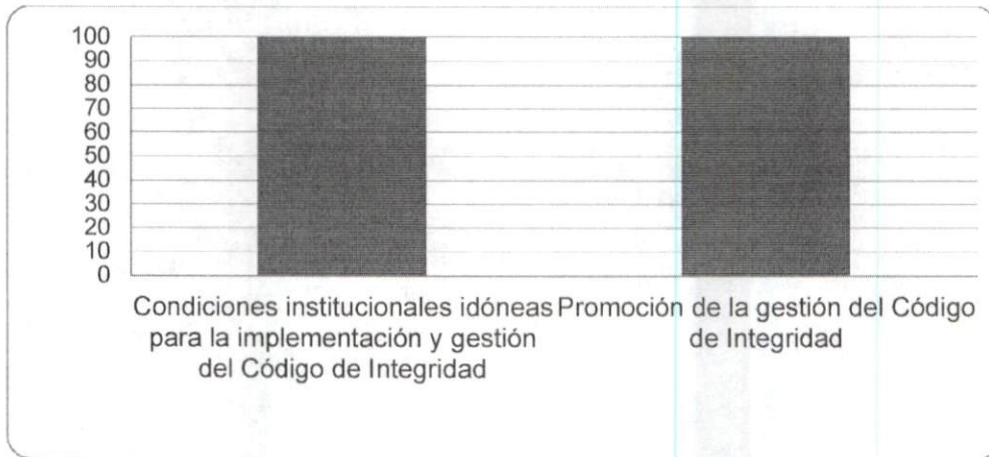 100
90
80
70
60
50
40
30
20
10
0
Condiciones institucionales idóneas
para la implementación y gestión
del Código de Integridad
Promoción de la gestión del Código
de Integridad